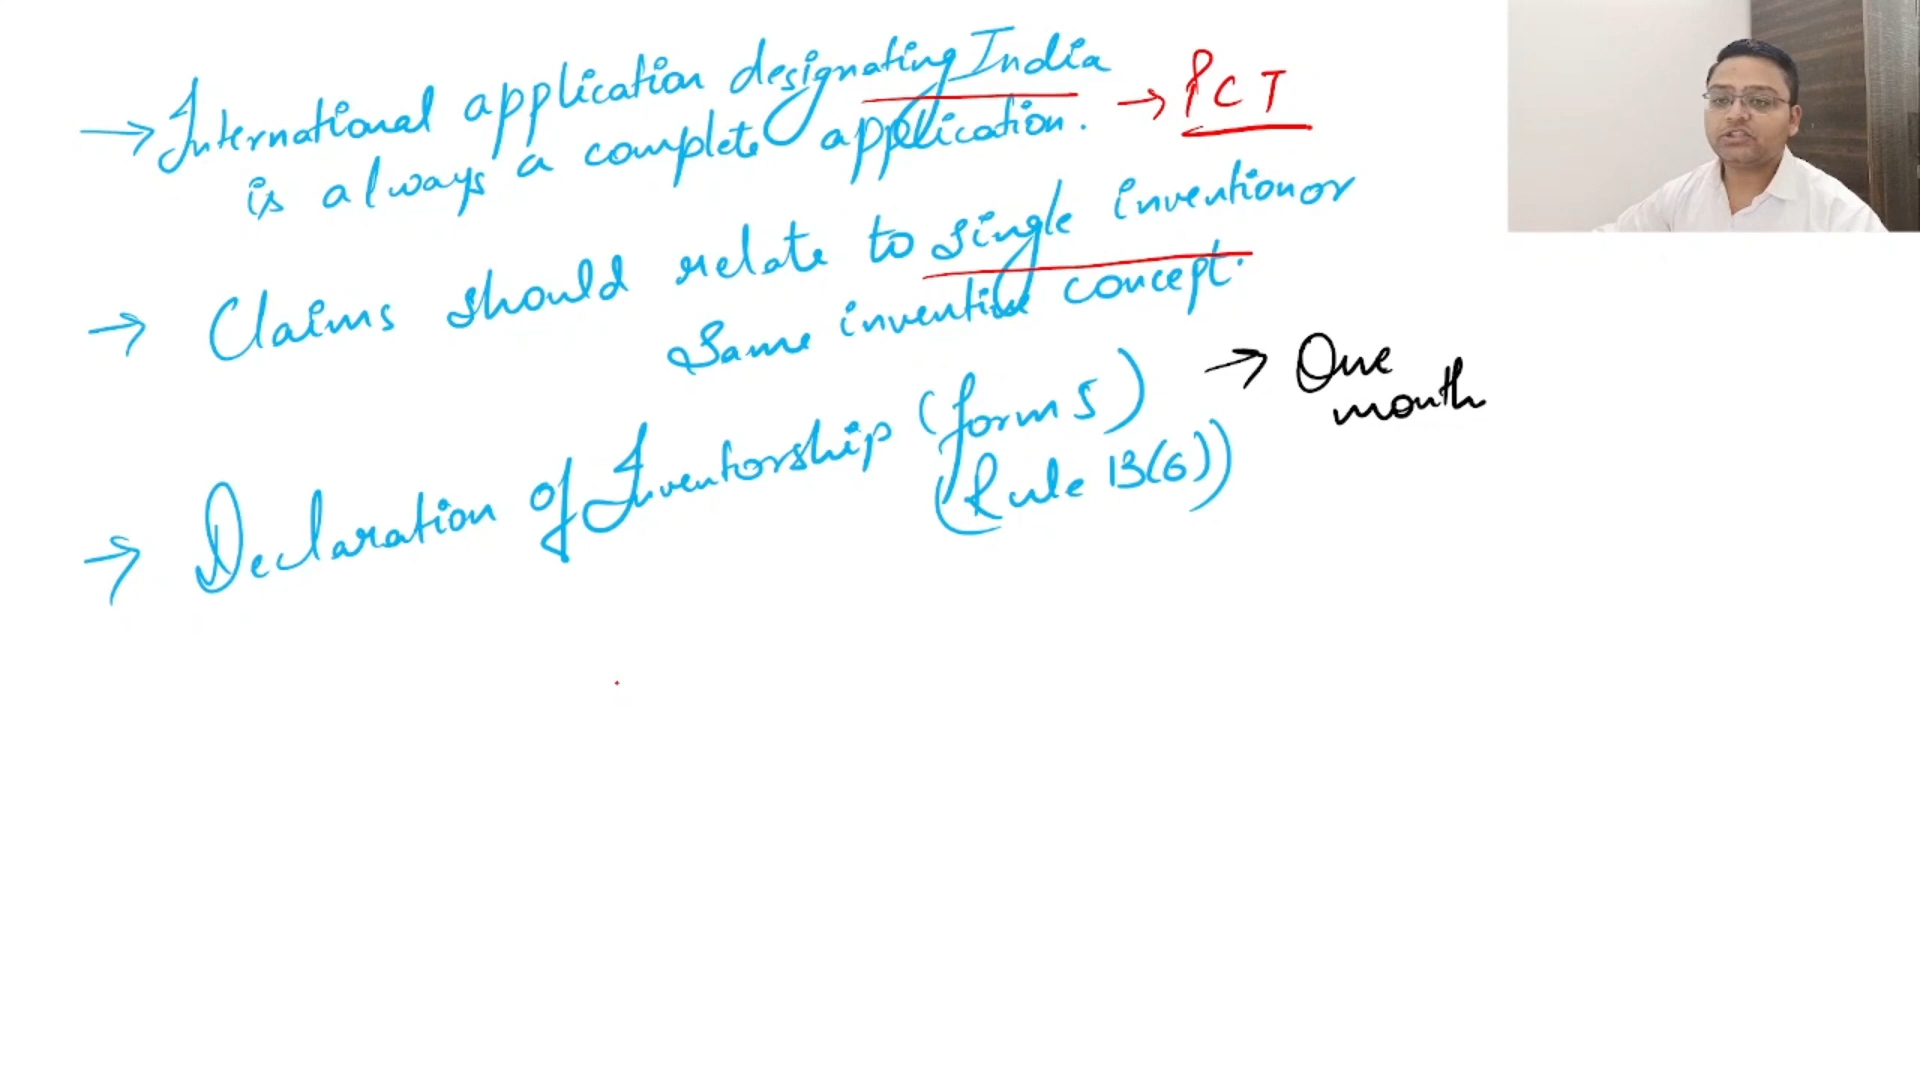 → International application designating India
is always a complete application. → PCT
→ Claims should relate to single invention or
same inventive concept.
→ Declaration of Inventorship (form 5) → One month
(Rule 13(6))